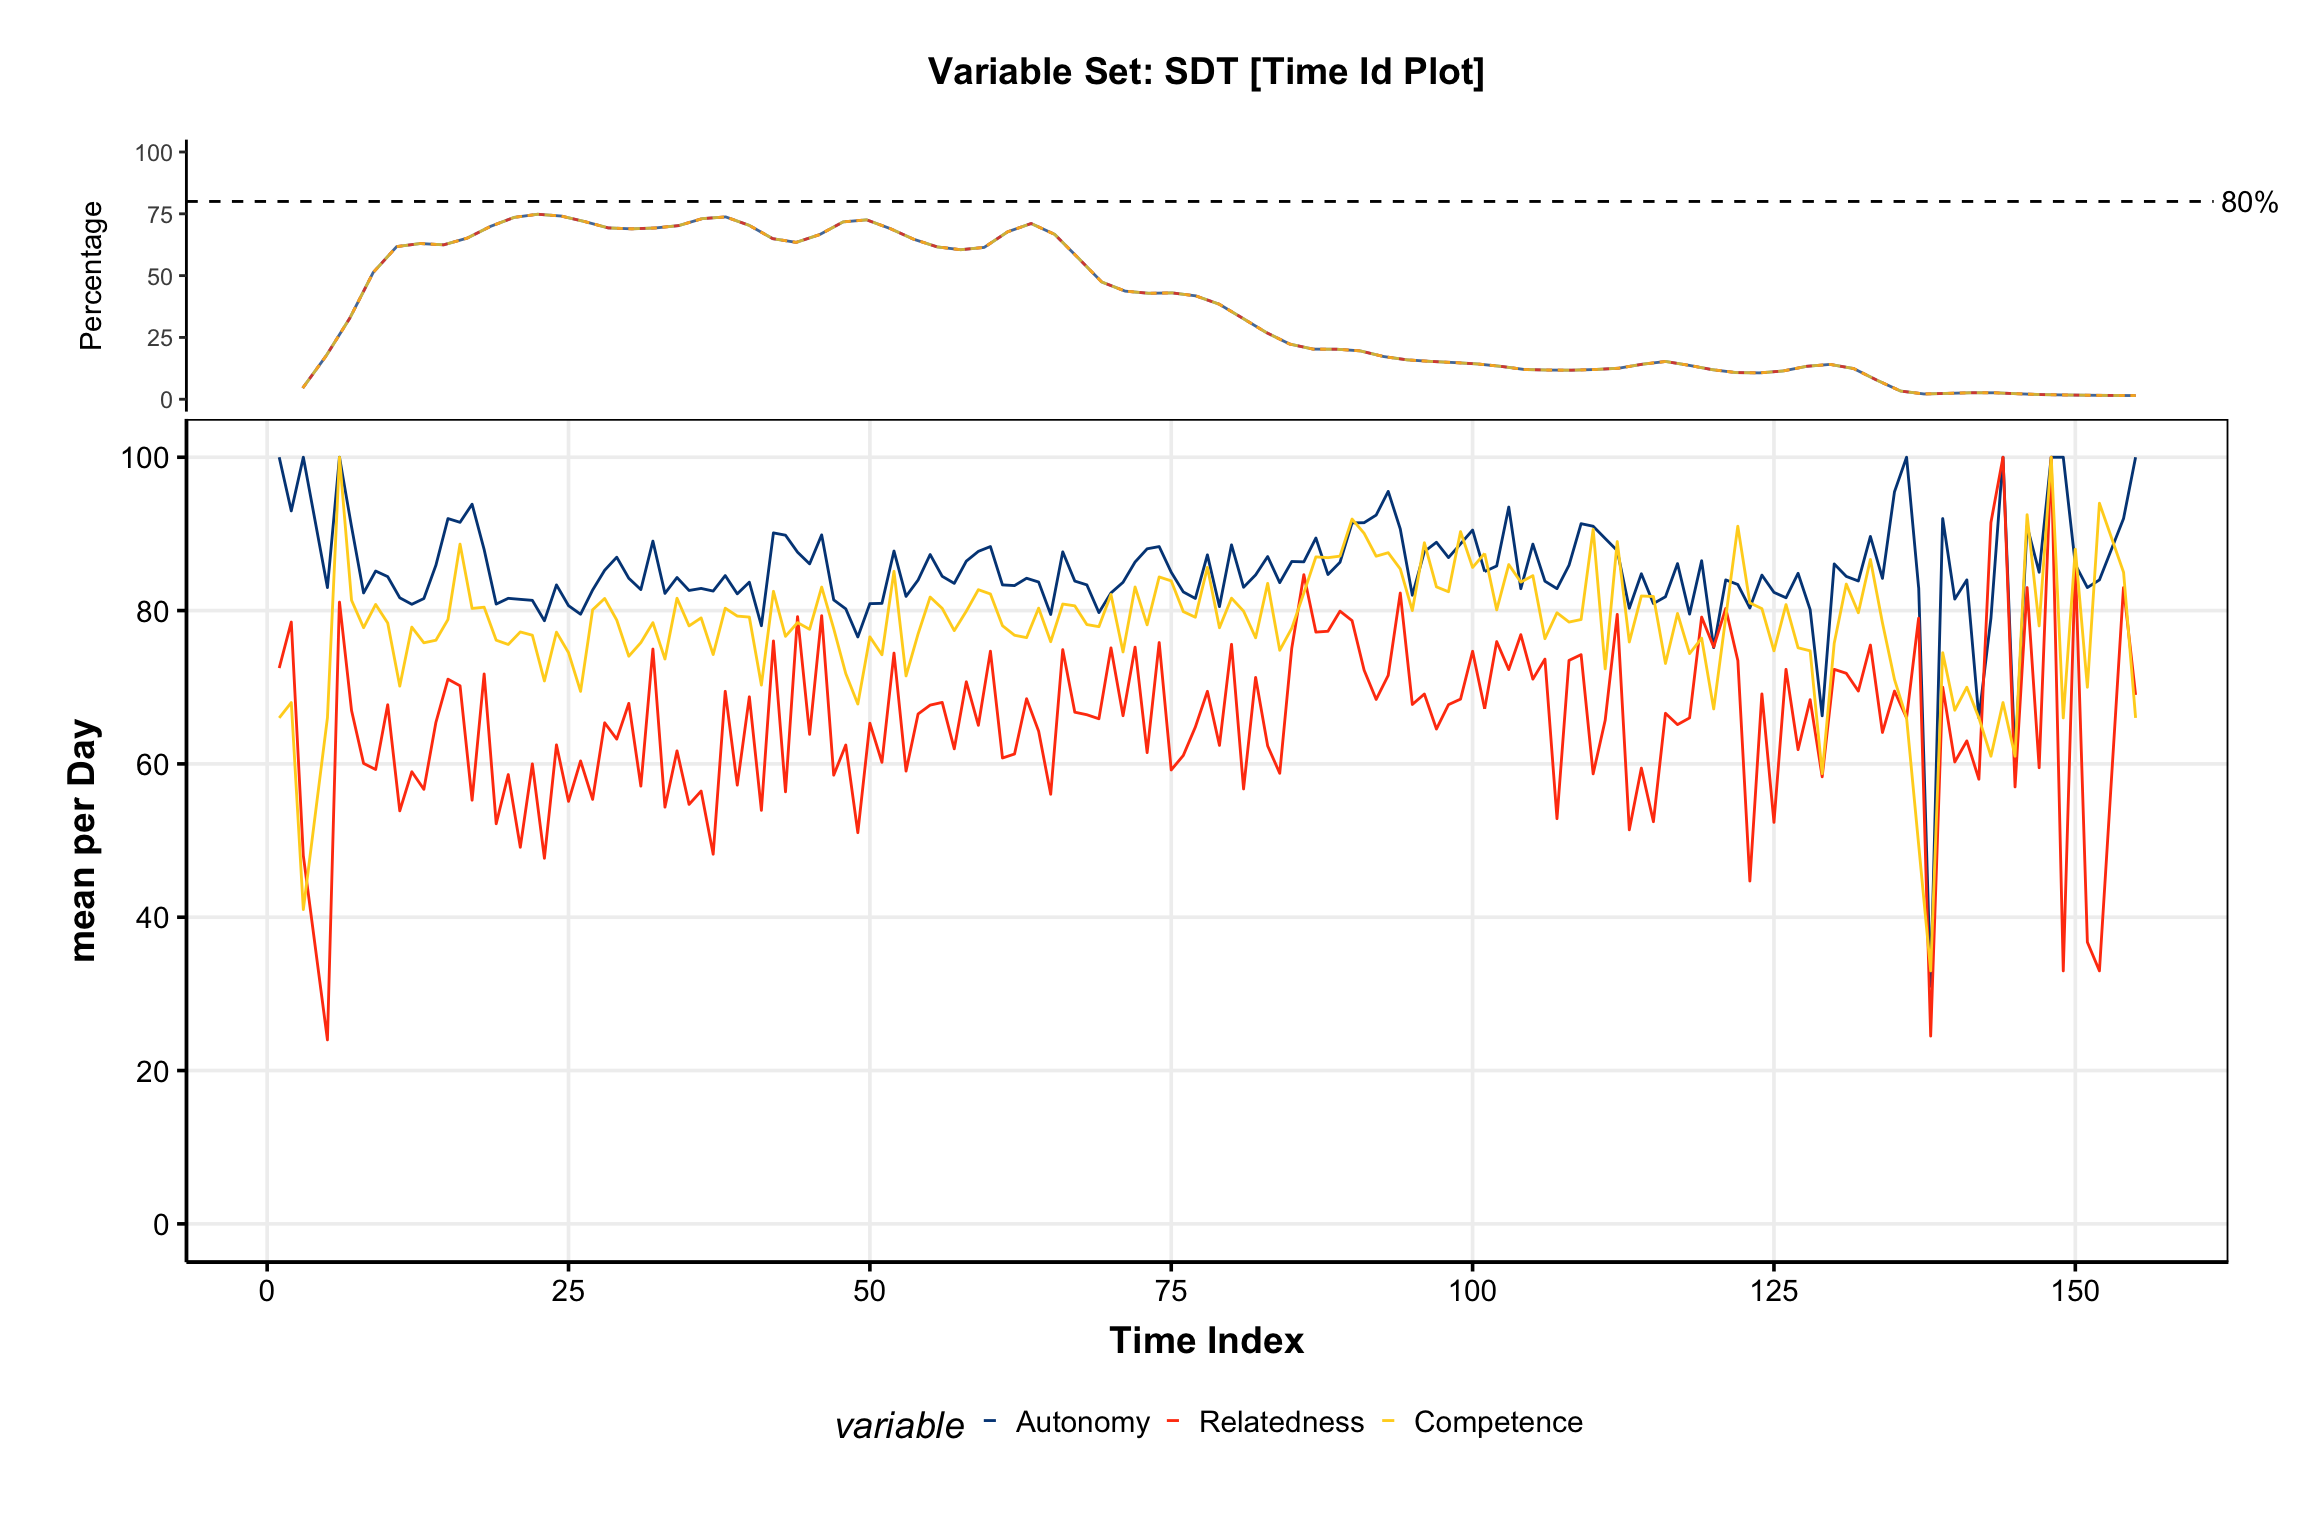 Variable Set: SDT [Time Id Plot]
100
75
50
25
0
Percentage
80%
100
80
60
40
20
0
mean per Day
0 25 50 75 100 125 150
Time Index
variable Autonomy Relatedness Competence